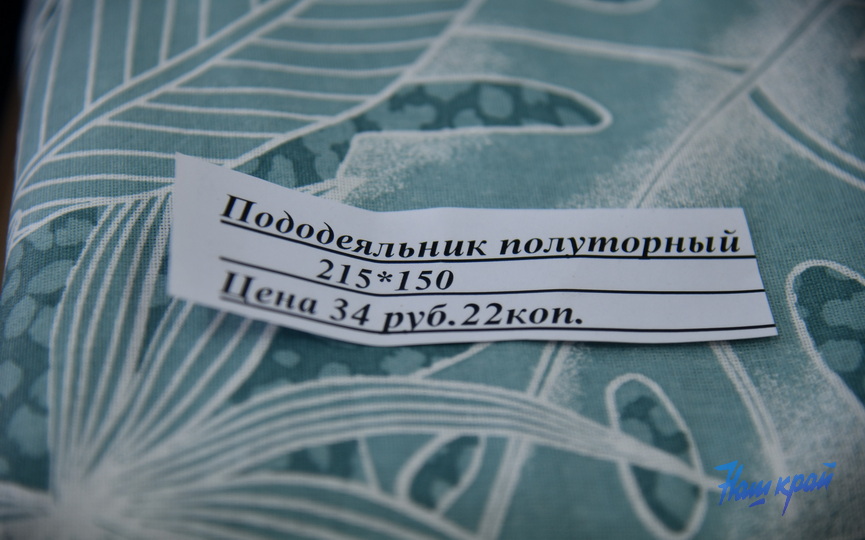 Пододеяльник полуторный
215*150
Цена 34 руб.22коп.
Наш край